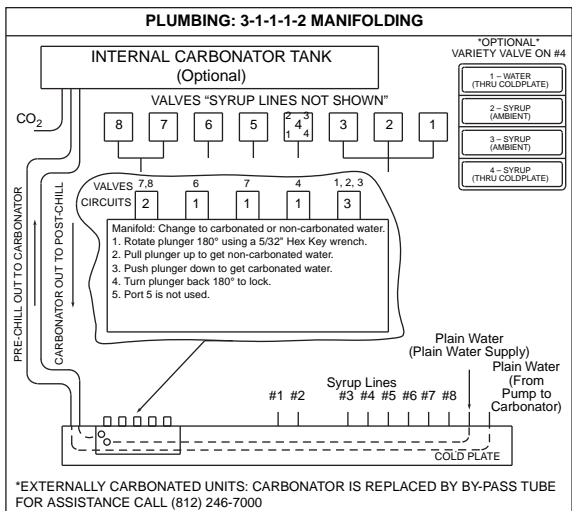 PLUMBING: 3-1-1-1-2 MANIFOLDING
INTERNAL CARBONATOR TANK
(Optional)
*OPTIONAL*
VARIETY VALVE ON #4
1 – WATER
(THRU COLDPLATE)
2 – SYRUP
(AMBIENT)
3 – SYRUP
(AMBIENT)
4 – SYRUP
(THRU COLDPLATE)
CO2
VALVES “SYRUP LINES NOT SHOWN”
8 7 6 5 2 3 4 1 4 3 2 1
VALVES 7,8 6 7 4 1, 2, 3
CIRCUITS 2 1 1 1 3
Manifold: Change to carbonated or non-carbonated water.
1. Rotate plunger 180° using a 5/32" Hex Key wrench.
2. Pull plunger up to get non-carbonated water.
3. Push plunger down to get carbonated water.
4. Turn plunger back 180° to lock.
5. Port 5 is not used.
PRE-CHILL OUT TO CARBONATOR
CARBONATOR OUT TO POST-CHILL
Plain Water
(Plain Water Supply)
Plain Water
(From
Pump to
Carbonator)
Syrup Lines
#1 #2 #3 #4 #5 #6 #7 #8
COLD PLATE
*EXTERNALLY CARBONATED UNITS: CARBONATOR IS REPLACED BY BY-PASS TUBE
FOR ASSISTANCE CALL (812) 246-7000